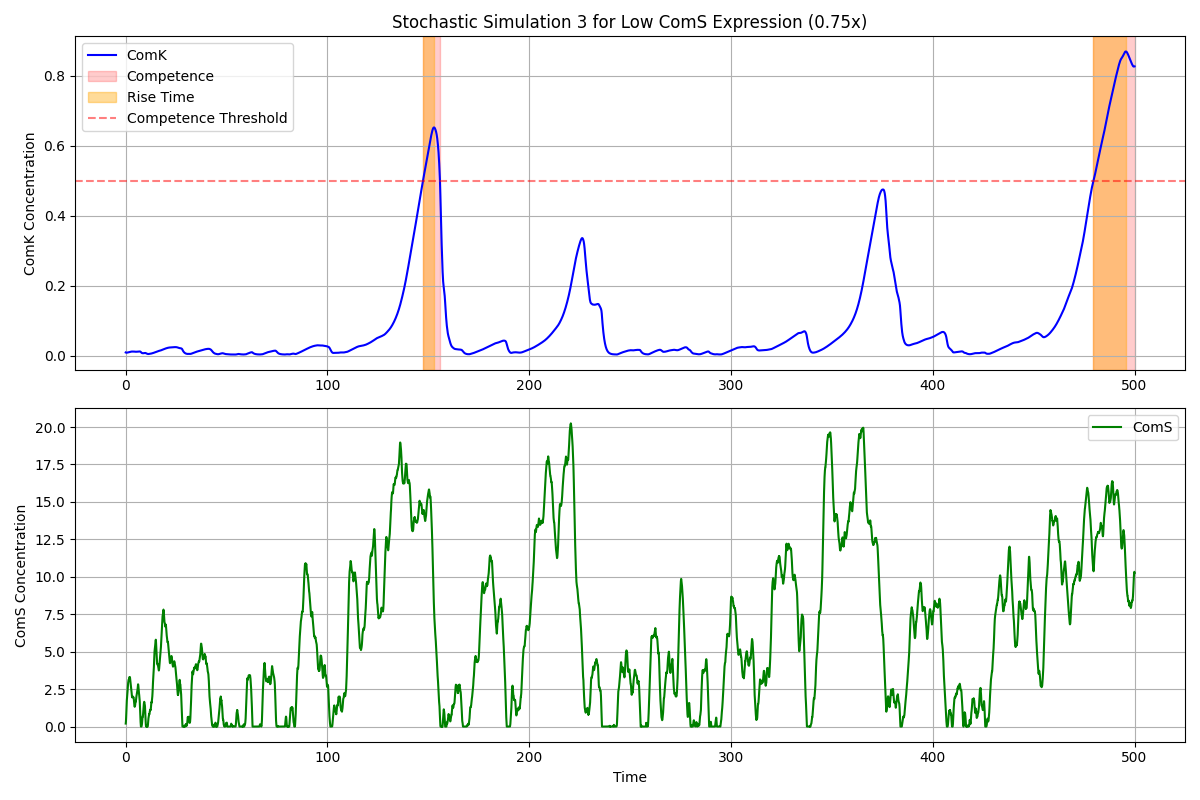 Stochastic Simulation 3 for Low ComS Expression (0.75x)
ComK
Competence
Rise Time
Competence Threshold
ComK Concentration
0.8
0.6
0.4
0.2
0.0
0 100 200 300 400 500
ComS
ComS Concentration
20.0
17.5
15.0
12.5
10.0
7.5
5.0
2.5
0.0
0 100 200 300 400 500
Time